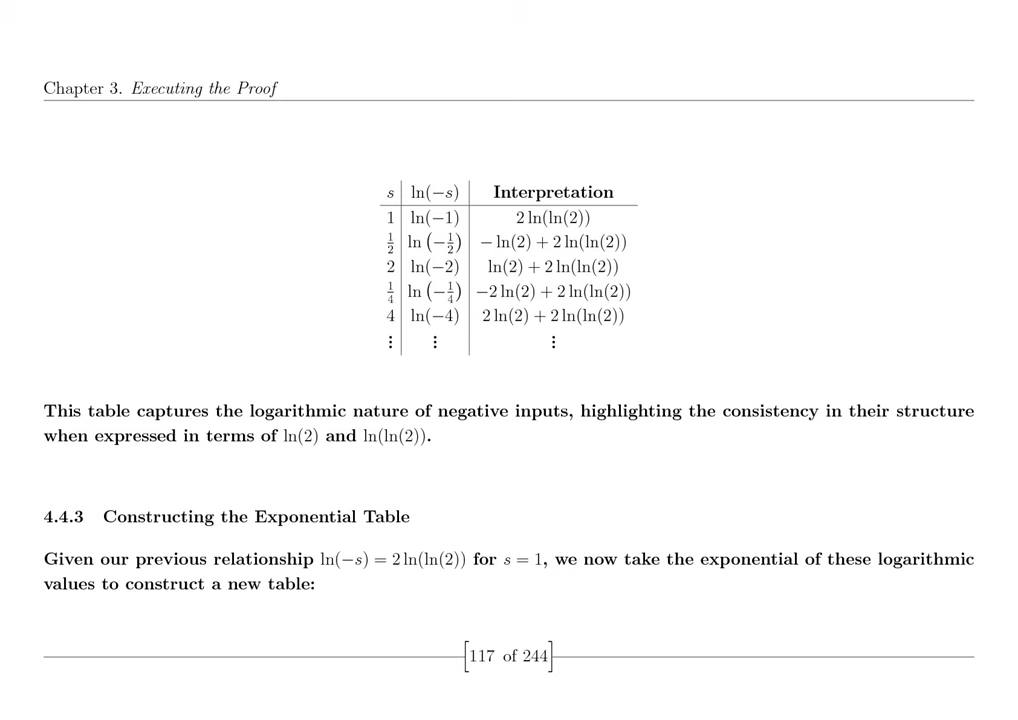 Chapter 3. Executing the Proof
s ln(−s) Interpretation
1 ln(−1) 2 ln(ln(2))
1/2 ln (−1/2) − ln(2) + 2 ln(ln(2))
2 ln(−2) ln(2) + 2 ln(ln(2))
1/4 ln (−1/4) −2 ln(2) + 2 ln(ln(2))
4 ln(−4) 2 ln(2) + 2 ln(ln(2))
⋮ ⋮ ⋮
This table captures the logarithmic nature of negative inputs, highlighting the consistency in their structure
when expressed in terms of ln(2) and ln(ln(2)).
4.4.3 Constructing the Exponential Table
Given our previous relationship ln(−s) = 2 ln(ln(2)) for s = 1, we now take the exponential of these logarithmic
values to construct a new table:
[117 of 244]